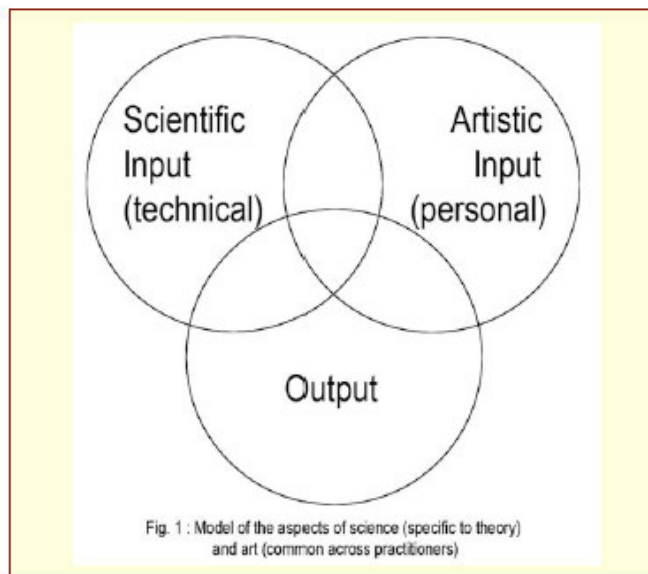 Scientific
Input
(technical)
Artistic
Input
(personal)
Output
Fig. 1 : Model of the aspects of science (specific to theory)
and art (common across practitioners)